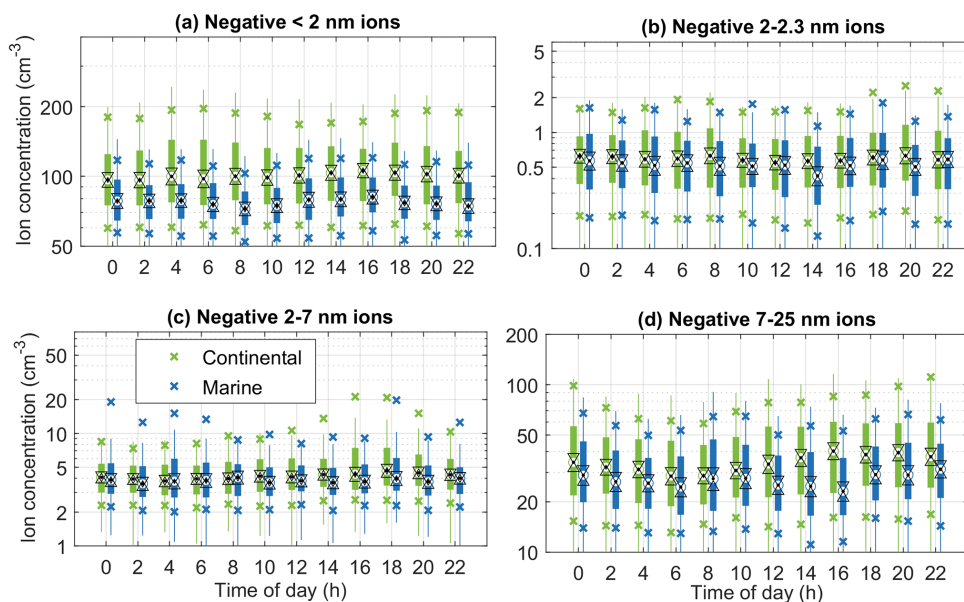 (a) Negative < 2 nm ions
Ion concentration (cm⁻³)
200
100
50
0 2 4 6 8 10 12 14 16 18 20 22
(b) Negative 2-2.3 nm ions
5
2
1
0.5
0.1
0 2 4 6 8 10 12 14 16 18 20 22
(c) Negative 2-7 nm ions
Ion concentration (cm⁻³)
50
20
10
5
2
1
Continental
Marine
0 2 4 6 8 10 12 14 16 18 20 22
Time of day (h)
(d) Negative 7-25 nm ions
200
100
50
20
10
0 2 4 6 8 10 12 14 16 18 20 22
Time of day (h)